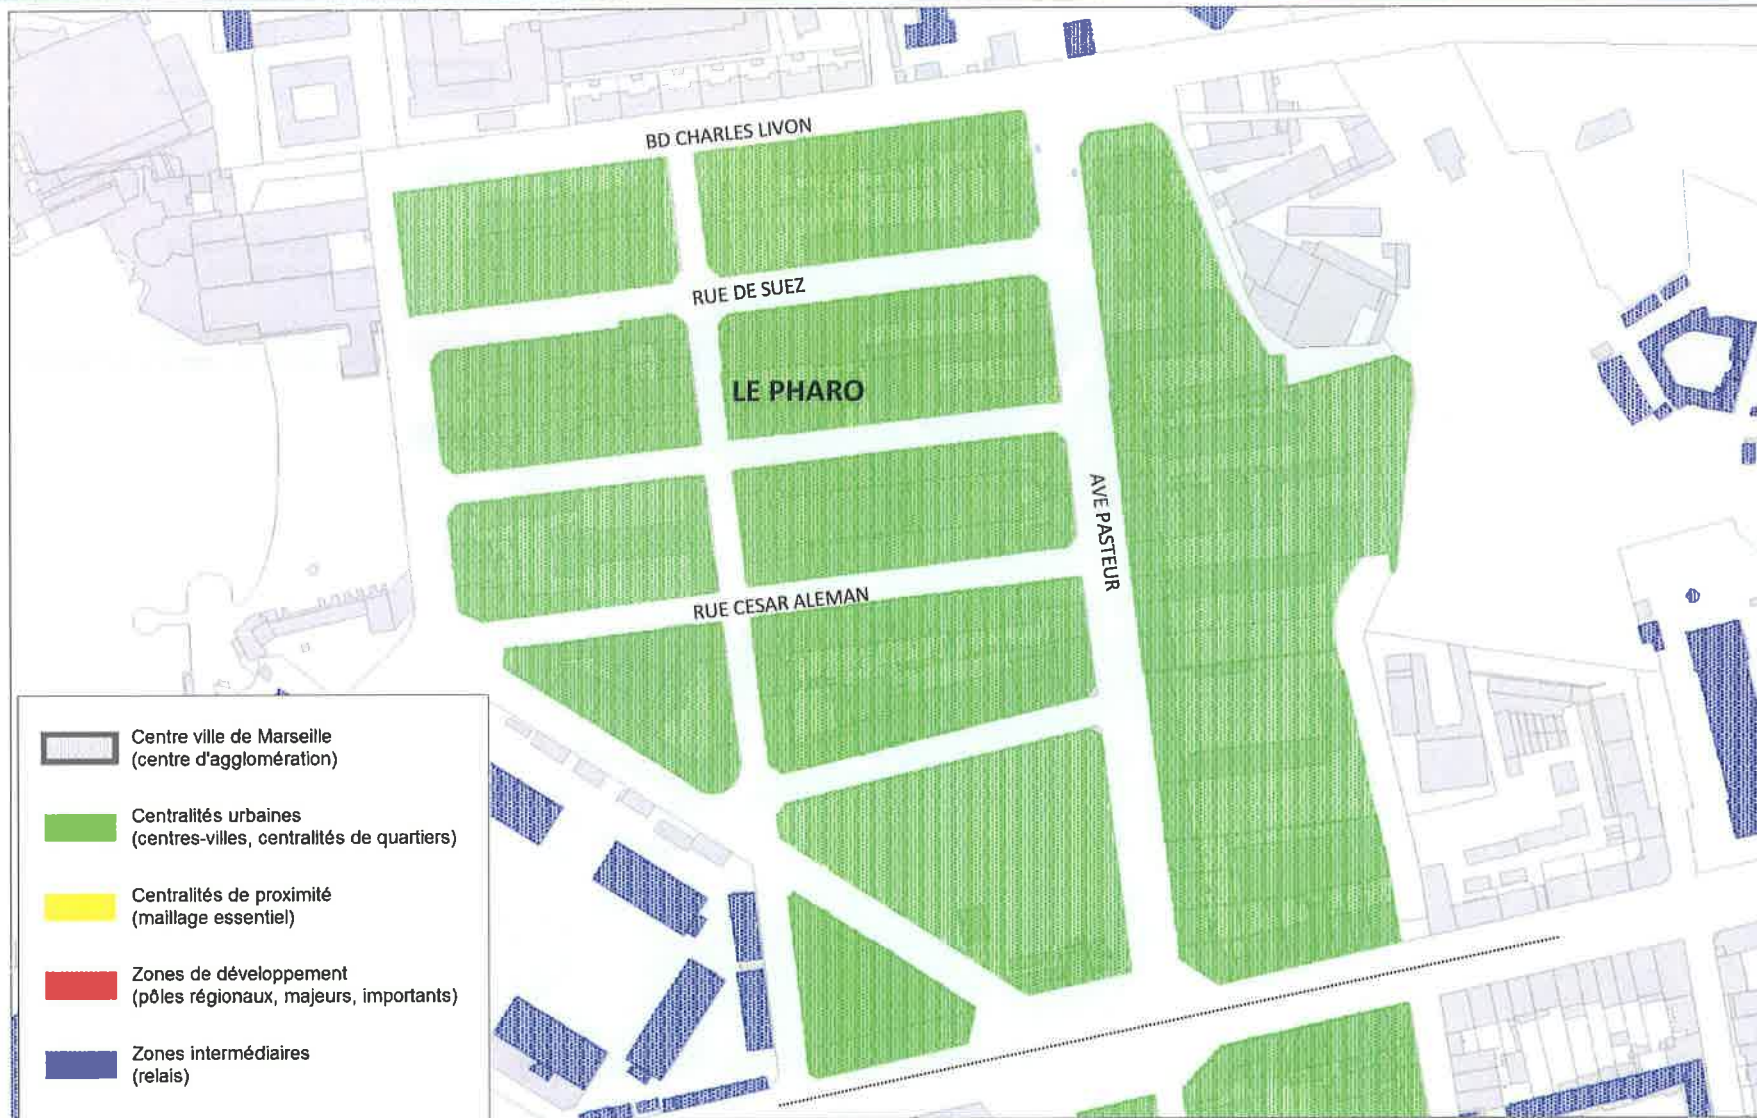 BD CHARLES LIVON
RUE DE SUEZ
LE PHARO
AVE PASTEUR
RUE CESAR ALEMAN
Centre ville de Marseille
(centre d'agglomération)
Centralités urbaines
(centres-villes, centralités de quartiers)
Centralités de proximité
(maillage essentiel)
Zones de développement
(pôles régionaux, majeurs, importants)
Zones intermédiaires
(relais)